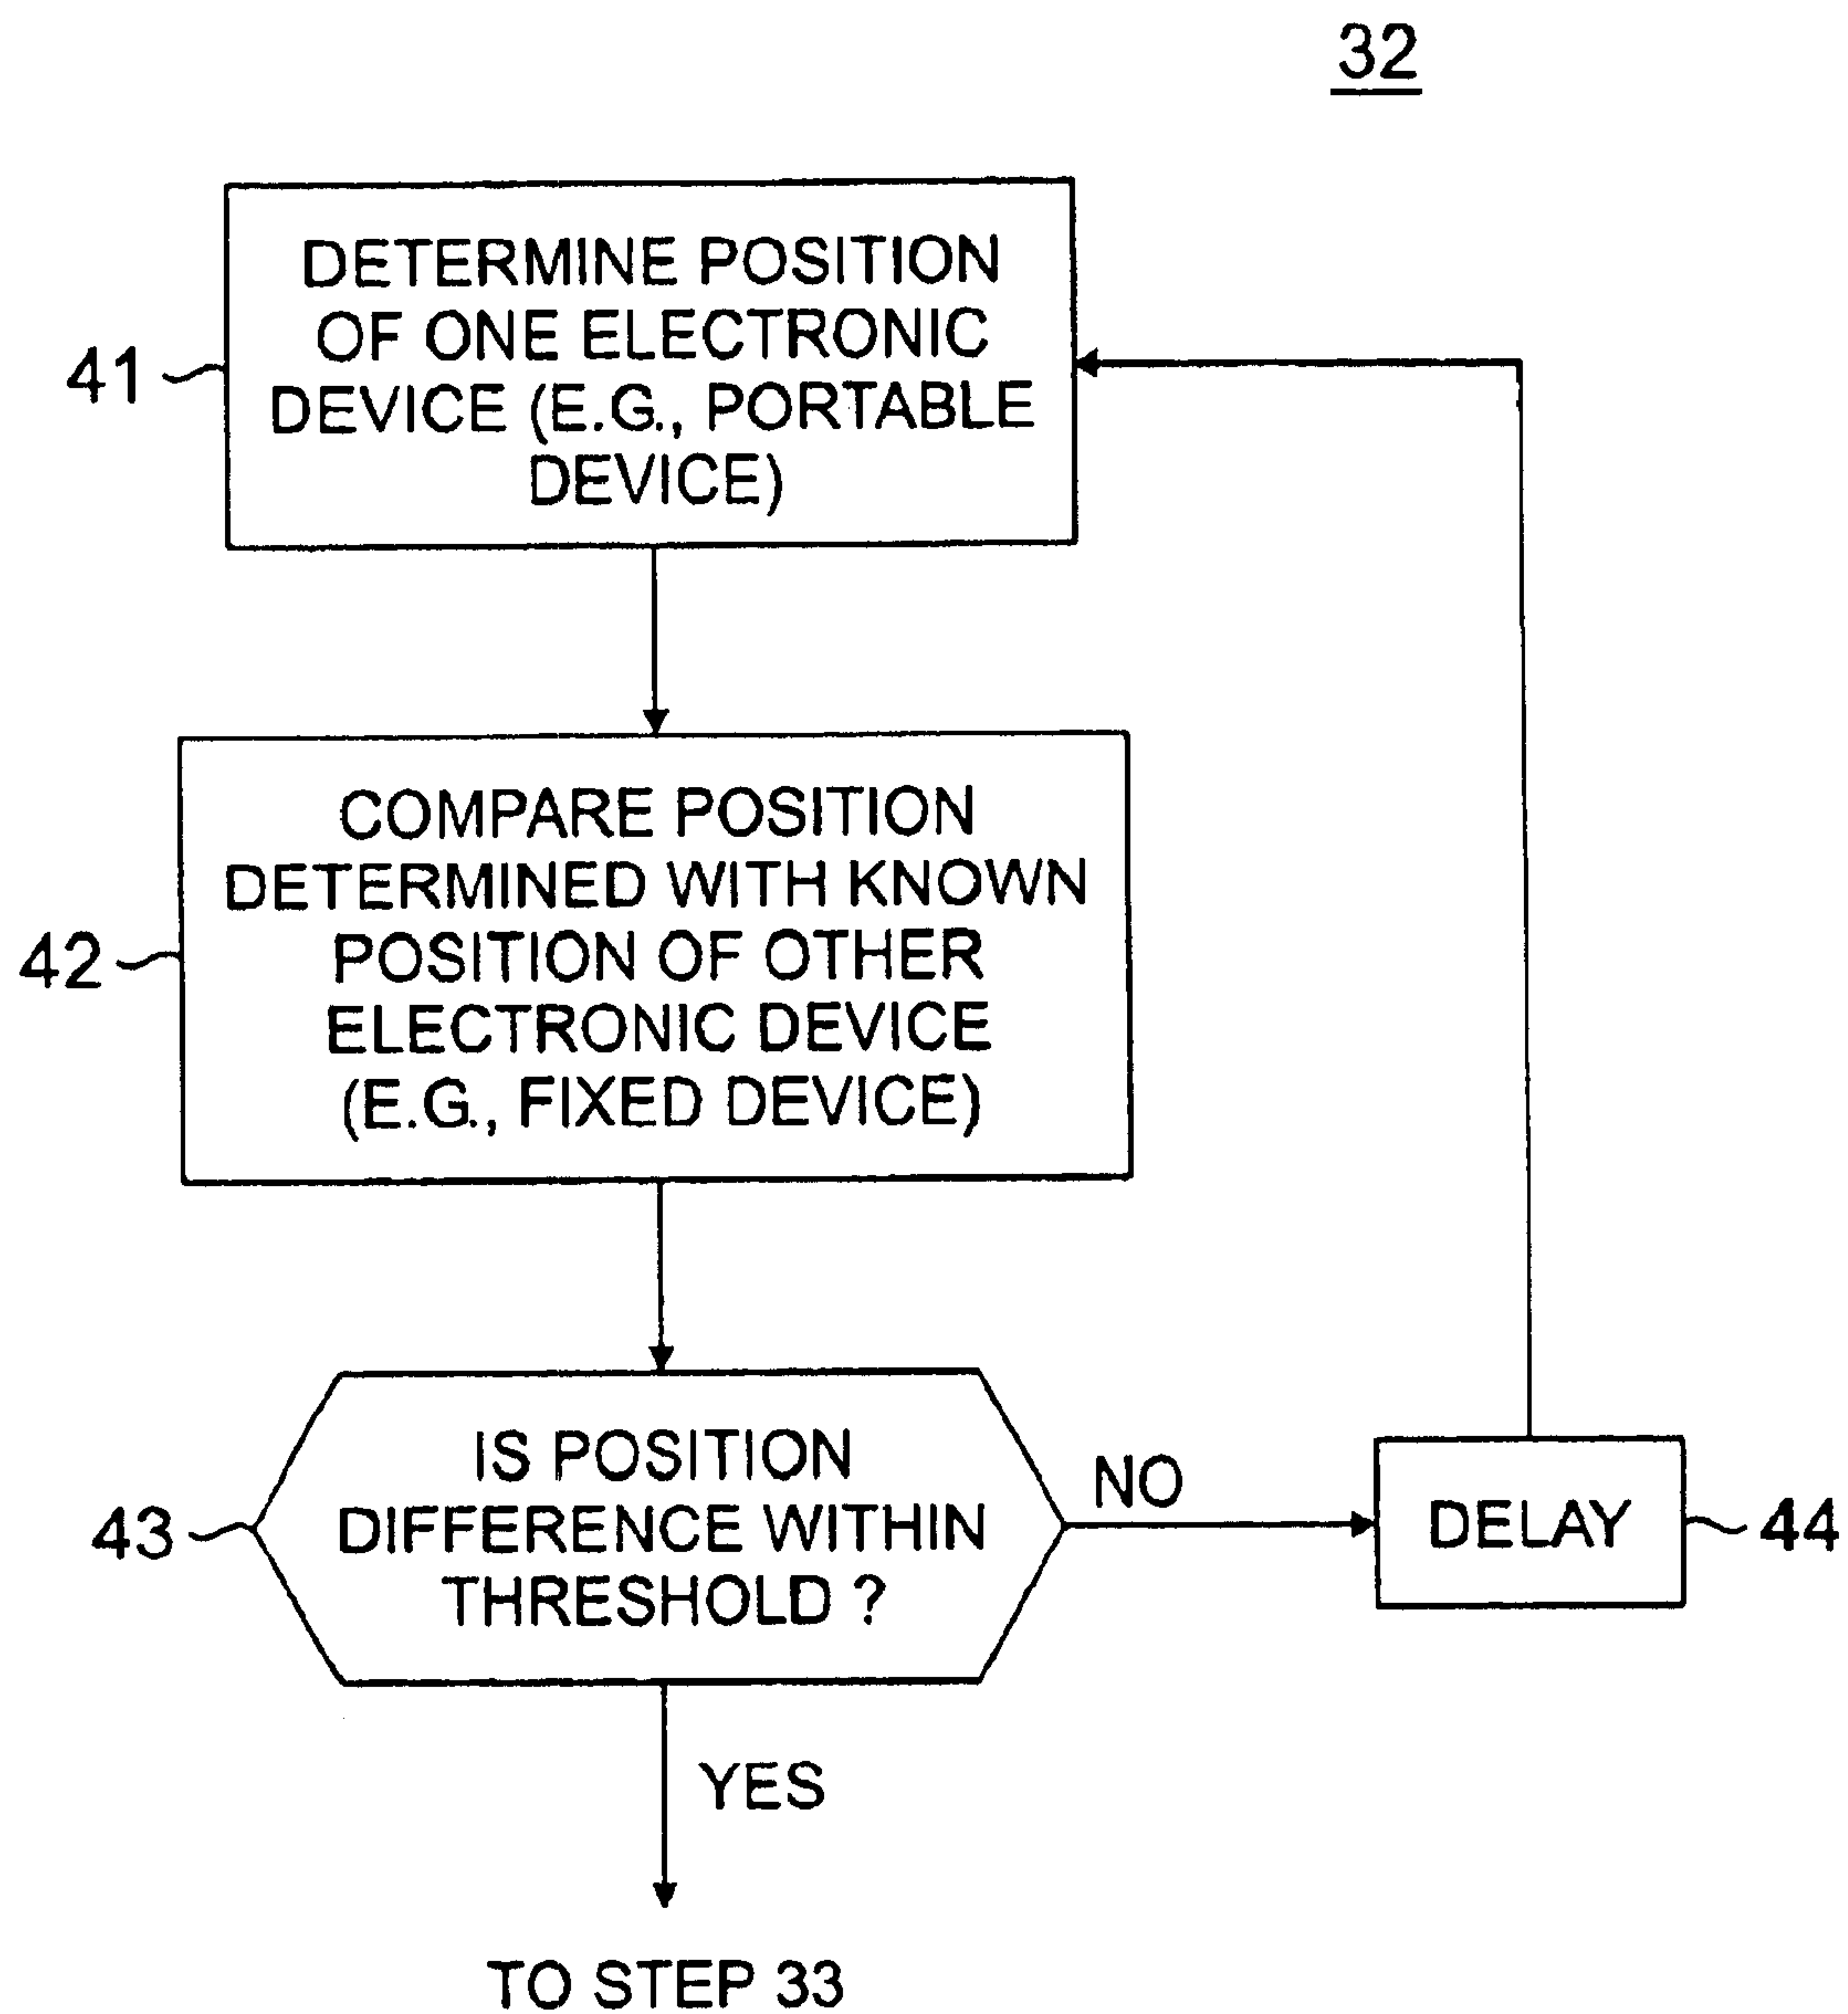 32
DETERMINE POSITION
OF ONE ELECTRONIC
DEVICE (E.G., PORTABLE
DEVICE)
41
COMPARE POSITION
DETERMINED WITH KNOWN
POSITION OF OTHER
ELECTRONIC DEVICE
(E.G., FIXED DEVICE)
42
IS POSITION
DIFFERENCE WITHIN
THRESHOLD ?
43
NO
DELAY
44
YES
TO STEP 33